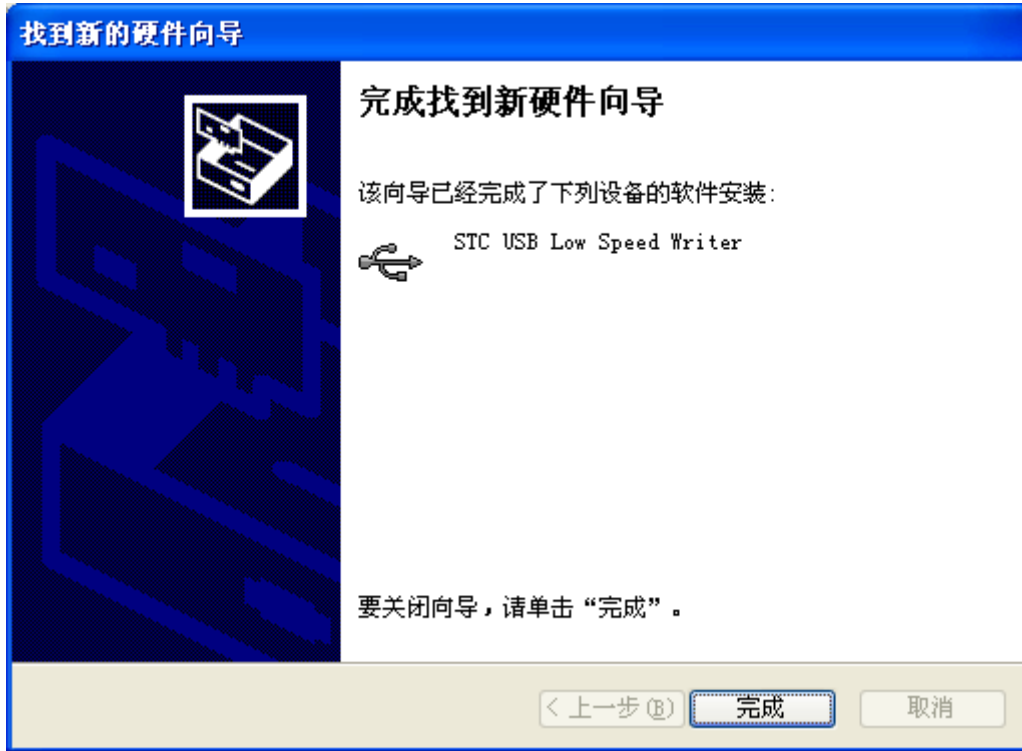 找到新的硬件向导
完成找到新硬件向导
该向导已经完成了下列设备的软件安装:
STC USB Low Speed Writer
要关闭向导，请单击“完成”。
< 上一步(B)
完成
取消